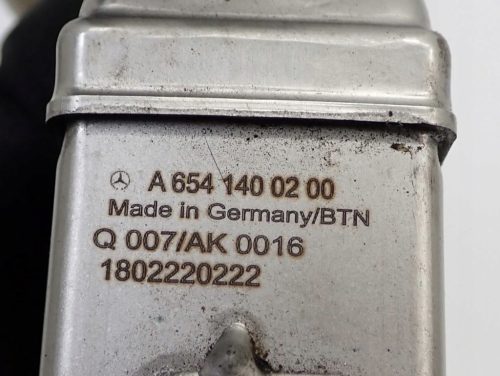 A 654 140 02 00
Made in Germany/BTN
Q 007/AK 0016
1802220222